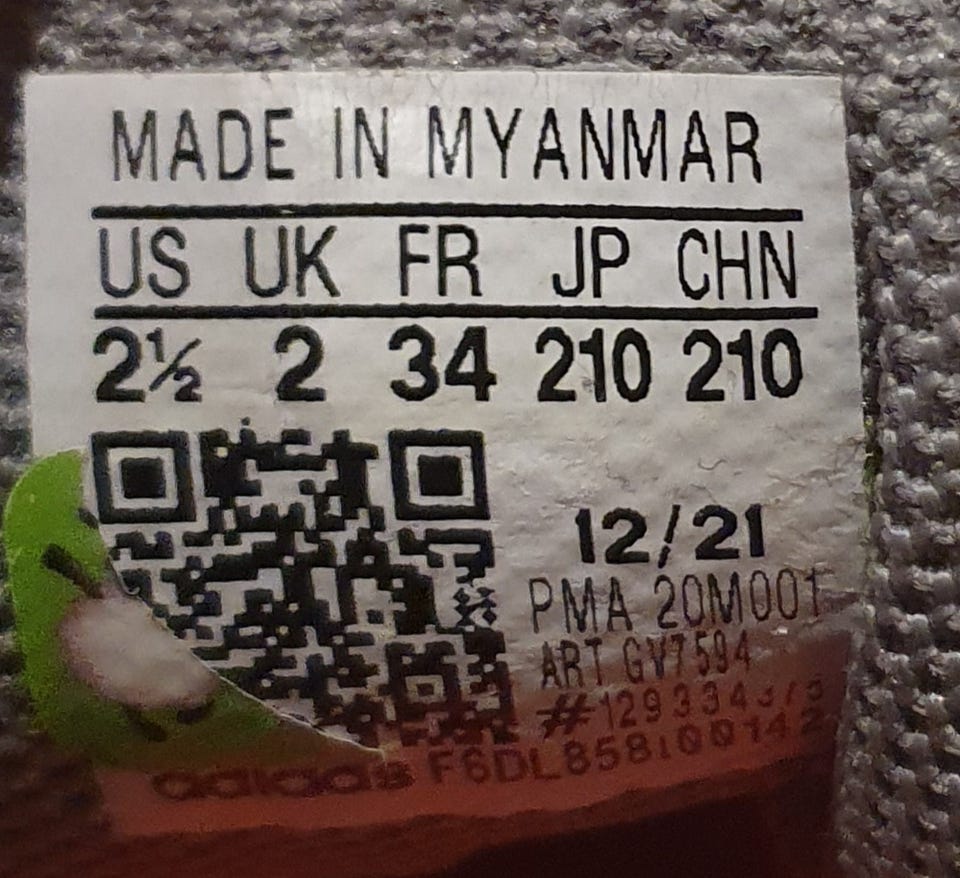 MADE IN MYANMAR
US UK FR JP CHN
2½ 2 34 210 210
12/21
PMA 20M001
ART GV7594
adidas